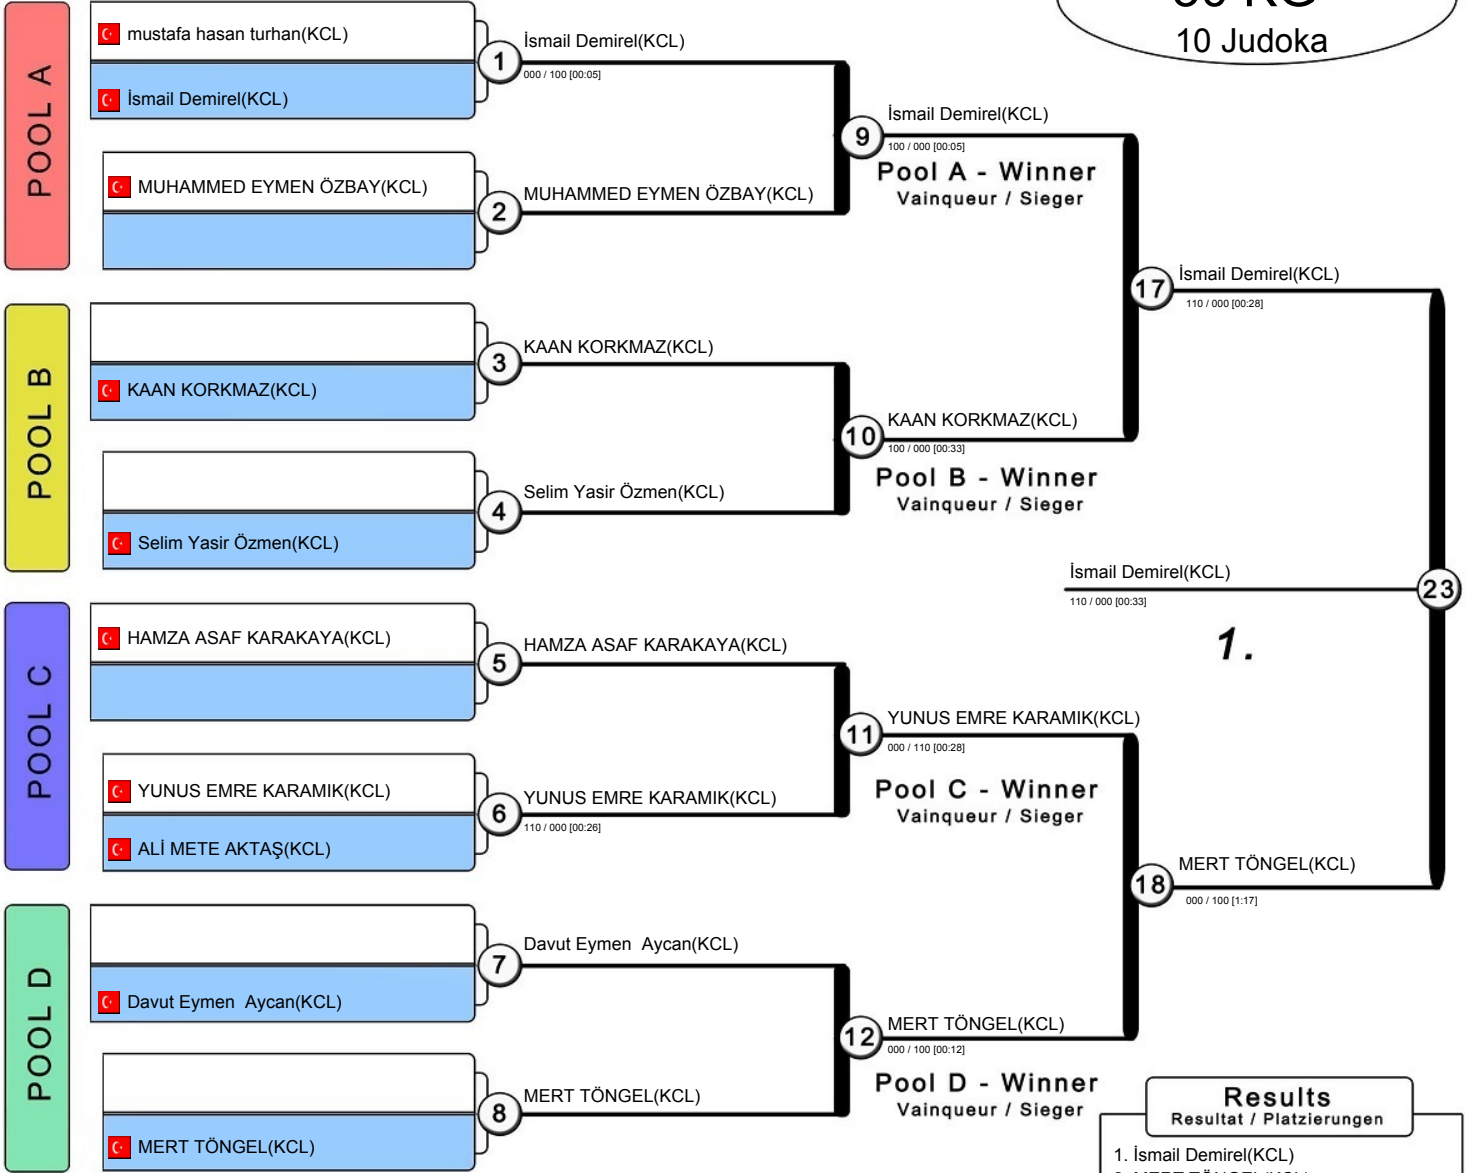 10 Judoka
POOL A
mustafa hasan turhan(KCL)
İsmail Demirel(KCL)
1
İsmail Demirel(KCL)
000 / 100 [00:05]
MUHAMMED EYMEN ÖZBAY(KCL)
2
MUHAMMED EYMEN ÖZBAY(KCL)
9
İsmail Demirel(KCL)
100 / 000 [00:05]
Pool A - Winner
Vainqueur / Sieger
POOL B
3
KAAN KORKMAZ(KCL)
KAAN KORKMAZ(KCL)
4
Selim Yasir Özmen(KCL)
Selim Yasir Özmen(KCL)
10
KAAN KORKMAZ(KCL)
100 / 000 [00:33]
Pool B - Winner
Vainqueur / Sieger
17
İsmail Demirel(KCL)
110 / 000 [00:28]
İsmail Demirel(KCL)
110 / 000 [00:33]
23
1.
POOL C
HAMZA ASAF KARAKAYA(KCL)
5
HAMZA ASAF KARAKAYA(KCL)
YUNUS EMRE KARAMIK(KCL)
ALİ METE AKTAŞ(KCL)
6
YUNUS EMRE KARAMIK(KCL)
110 / 000 [00:26]
11
YUNUS EMRE KARAMIK(KCL)
000 / 110 [00:28]
Pool C - Winner
Vainqueur / Sieger
18
MERT TÖNGEL(KCL)
000 / 100 [1:17]
POOL D
7
Davut Eymen  Aycan(KCL)
Davut Eymen  Aycan(KCL)
8
MERT TÖNGEL(KCL)
MERT TÖNGEL(KCL)
12
MERT TÖNGEL(KCL)
000 / 100 [00:12]
Pool D - Winner
Vainqueur / Sieger
Results
Resultat / Platzierungen
1. İsmail Demirel(KCL)